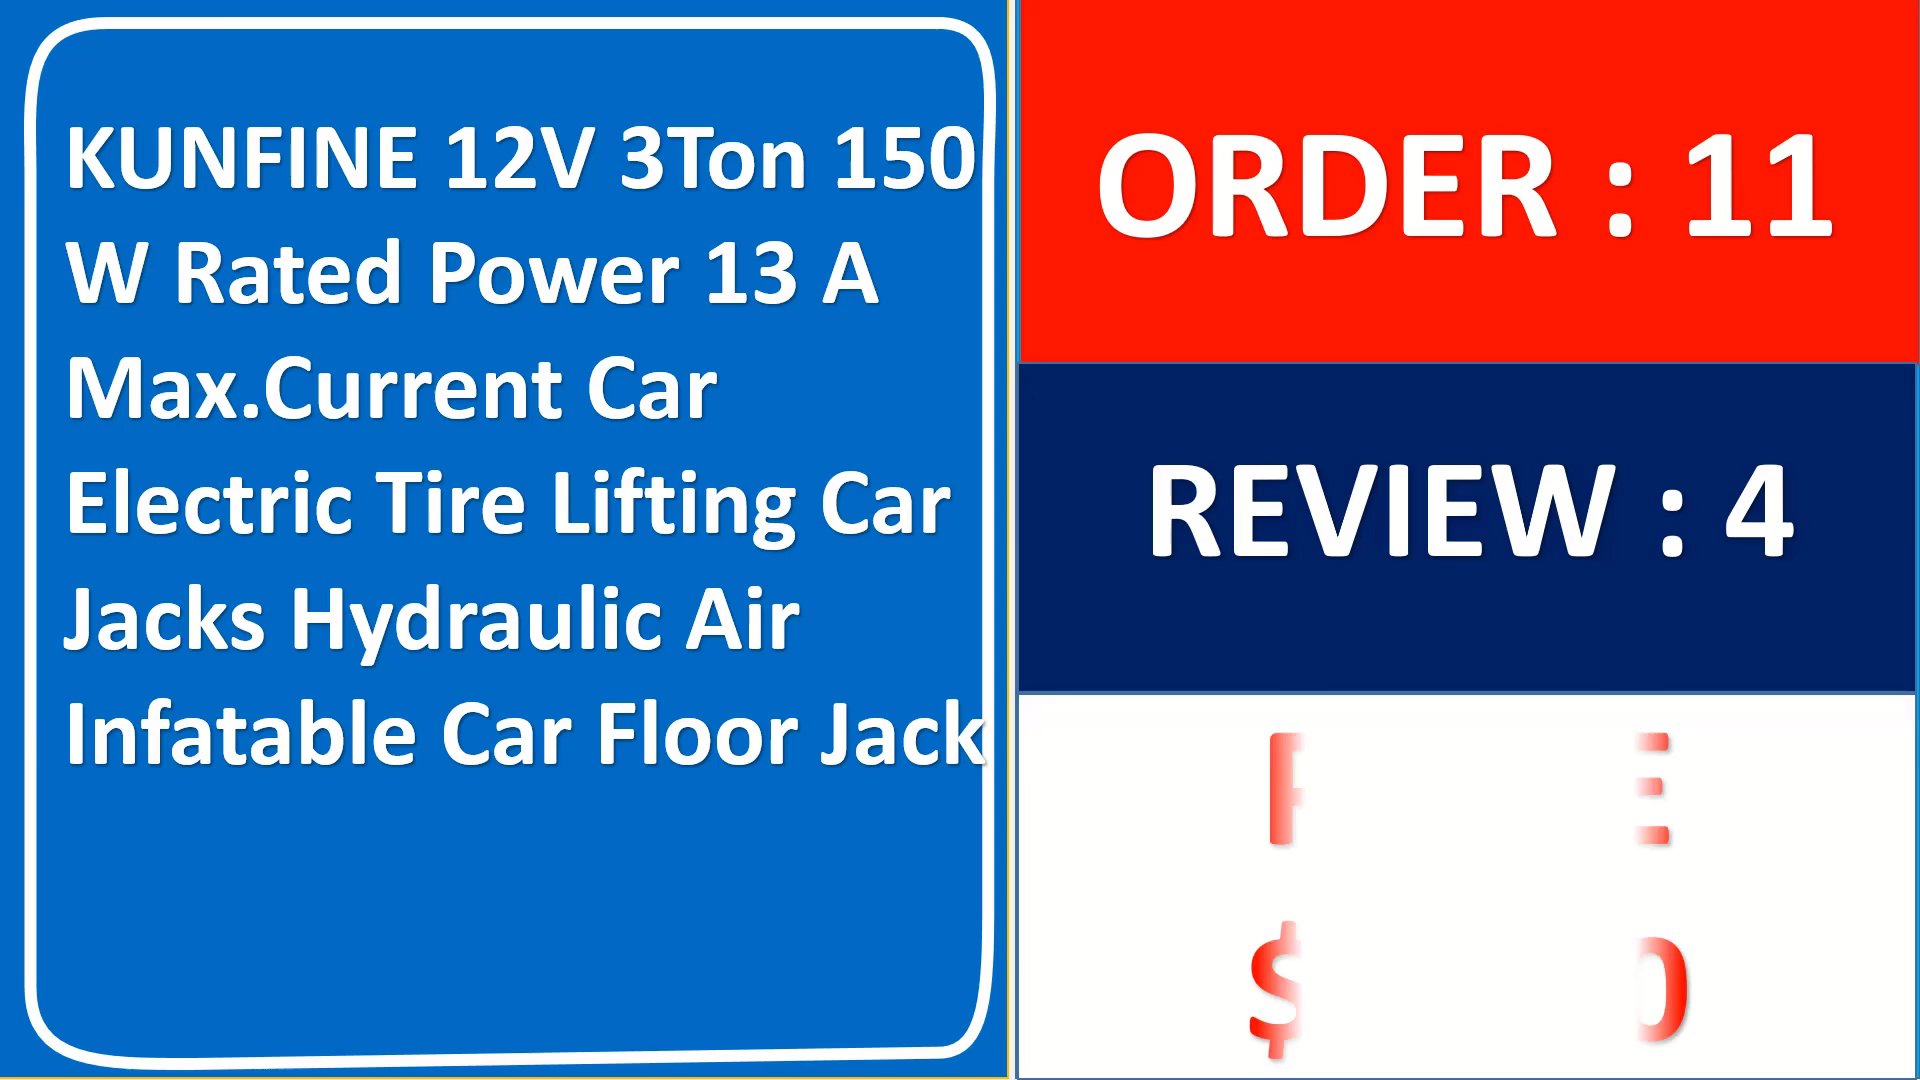 KUNFINE 12V 3Ton 150
W Rated Power 13 A
Max.Current Car
Electric Tire Lifting Car
Jacks Hydraulic Air
Infatable Car Floor Jack
ORDER : 11
REVIEW : 4